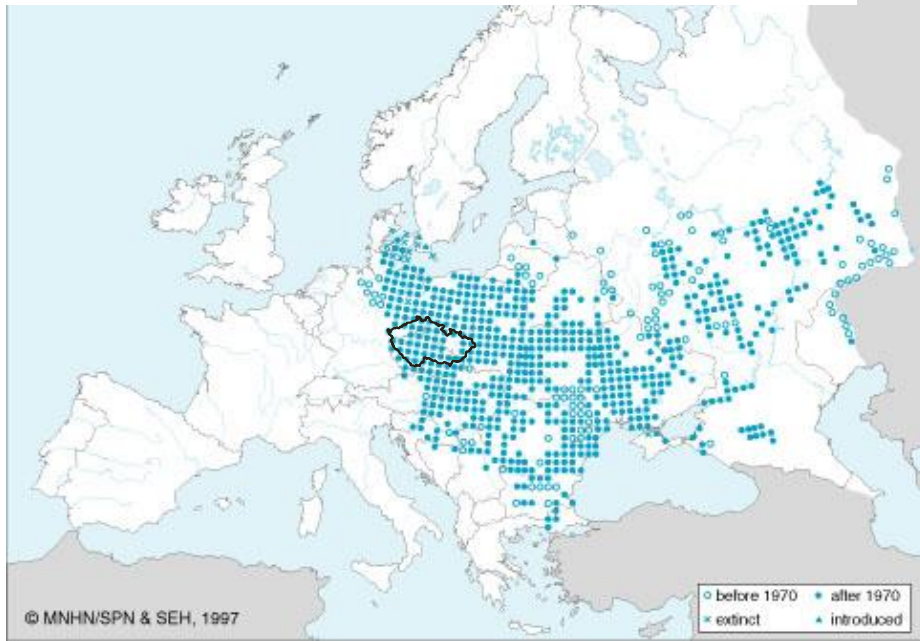 before 1970 after 1970
extinct introduced
© MNHN/SPN & SEH, 1997